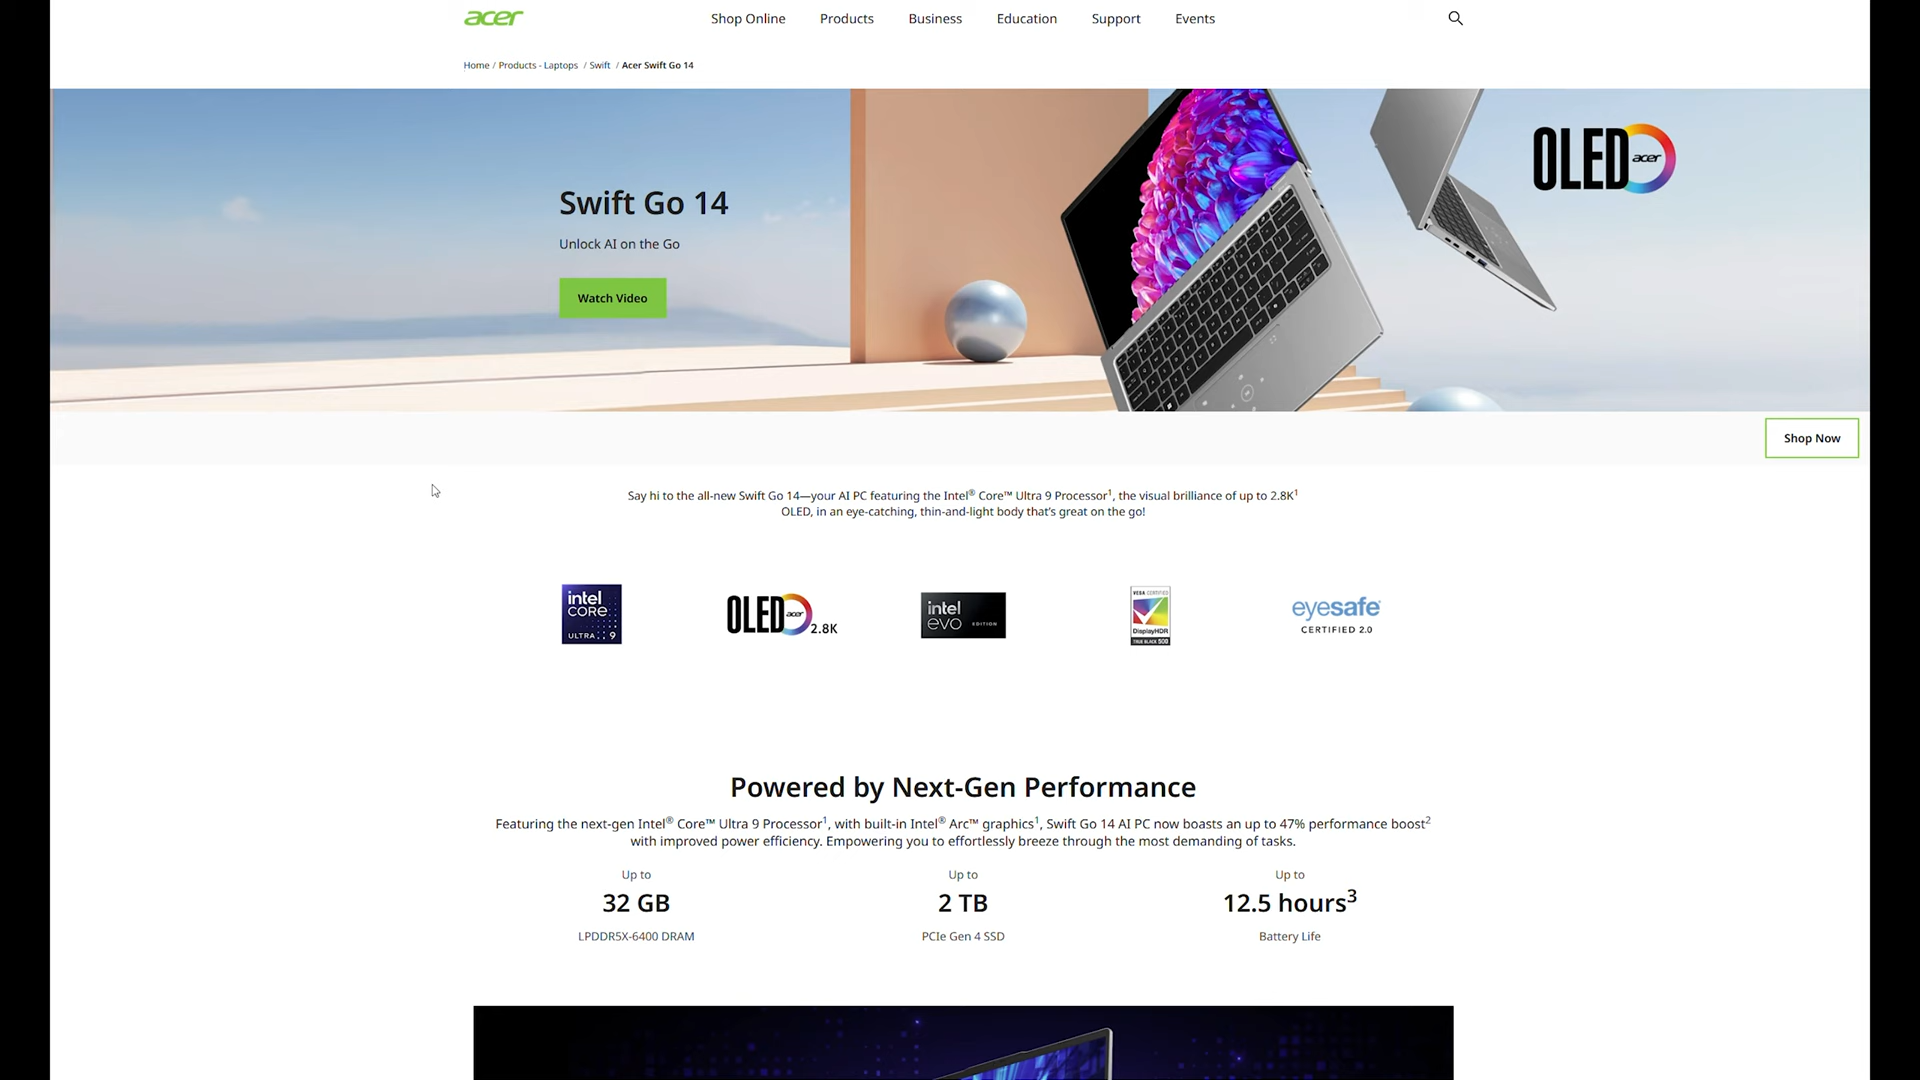 acer
Shop Online Products Business Education Support Events
Home / Products - Laptops / Swift / Acer Swift Go 14
OLED acer
Swift Go 14
Unlock AI on the Go
Watch Video
Shop Now
Say hi to the all-new Swift Go 14—your AI PC featuring the Intel® Core™ Ultra 9 Processor¹, the visual brilliance of up to 2.8K¹
OLED, in an eye-catching, thin-and-light body that's great on the go!
intel
CORE
ULTRA 9
OLED acer 2.8K
intel
evo EDITION
VESA CERTIFIED
DisplayHDR
TRUE BLACK 500
eyesafe®
CERTIFIED 2.0
Powered by Next-Gen Performance
Featuring the next-gen Intel® Core™ Ultra 9 Processor¹, with built-in Intel® Arc™ graphics¹, Swift Go 14 AI PC now boasts an up to 47% performance boost²
with improved power efficiency. Empowering you to effortlessly breeze through the most demanding of tasks.
Up to
32 GB
LPDDR5X-6400 DRAM
Up to
2 TB
PCIe Gen 4 SSD
Up to
12.5 hours³
Battery Life